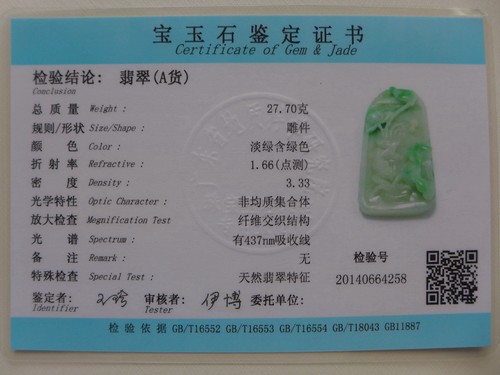 宝玉石鉴定证书
Certificate of Gem & Jade
检验结论： 翡翠(A货)
Conclusion
总质量 Weight : 27.70克
规则/形状 Size/Shape : 雕件
颜色 Color : 淡绿含绿色
折射率 Refractive : 1.66(点测)
密度 Density : 3.33
光学特性 Optic Character : 非均质集合体
放大检查 Megnification Test 纤维交织结构
光谱 Spectrum : 有437nm吸收线
备注 Remark : 无
特殊检查 Special Test : 天然翡翠特征
检验号
20140664258
鉴定者: 审核者: 伊博 委托单位:
Identifier Tester
检验依据 GB/T16552 GB/T16553 GB/T16554 GB/T18043 GB11887